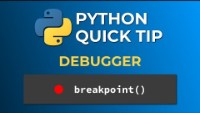 PYTHON
QUICK TIP
DEBUGGER
breakpoint()